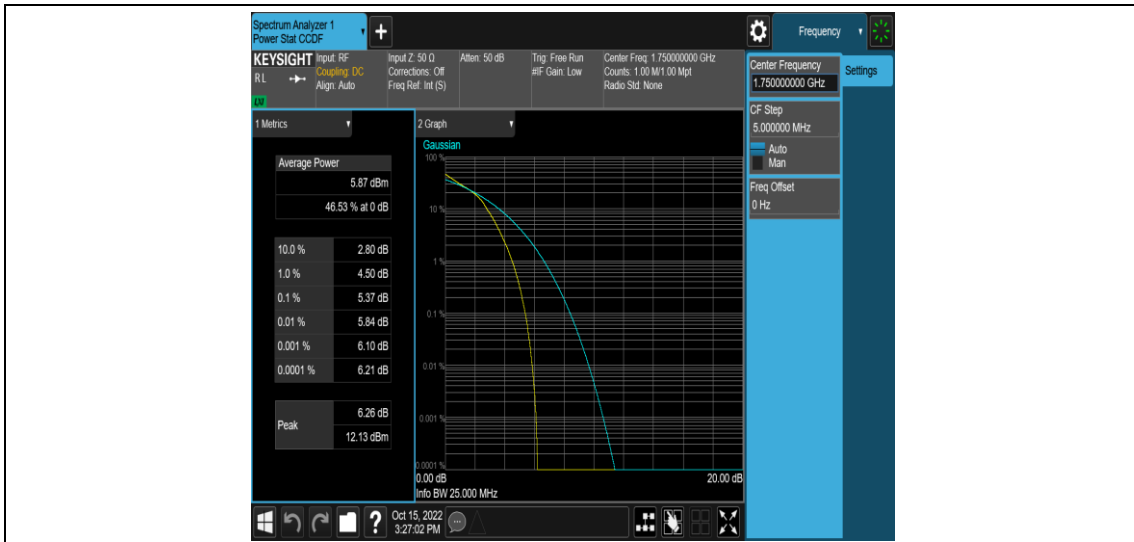 Spectrum Analyzer 1
Power Stat CCDF
+
Frequency
KEYSIGHT
RL
LM
Input: RF
Coupling: DC
Align: Auto
Input Z: 50 Ω
Corrections: Off
Freq Ref: Int (S)
Atten: 50 dB
Trig: Free Run
#IF Gain: Low
Center Freq: 1.750000000 GHz
Counts: 1.00 M/1.00 Mpt
Radio Std: None
Center Frequency
1.750000000 GHz
Settings
CF Step
5.000000 MHz
Auto
Man
Freq Offset
0 Hz
1 Metrics
Average Power
5.87 dBm
46.53 % at 0 dB
10.0 % 2.80 dB
1.0 % 4.50 dB
0.1 % 5.37 dB
0.01 % 5.84 dB
0.001 % 6.10 dB
0.0001 % 6.21 dB
Peak
6.26 dB
12.13 dBm
2 Graph
Gaussian
100 %
10 %
1 %
0.1 %
0.01 %
0.001 %
0.0001 %
0.00 dB 20.00 dB
Info BW 25.000 MHz
?
Oct 15, 2022
3:27:02 PM